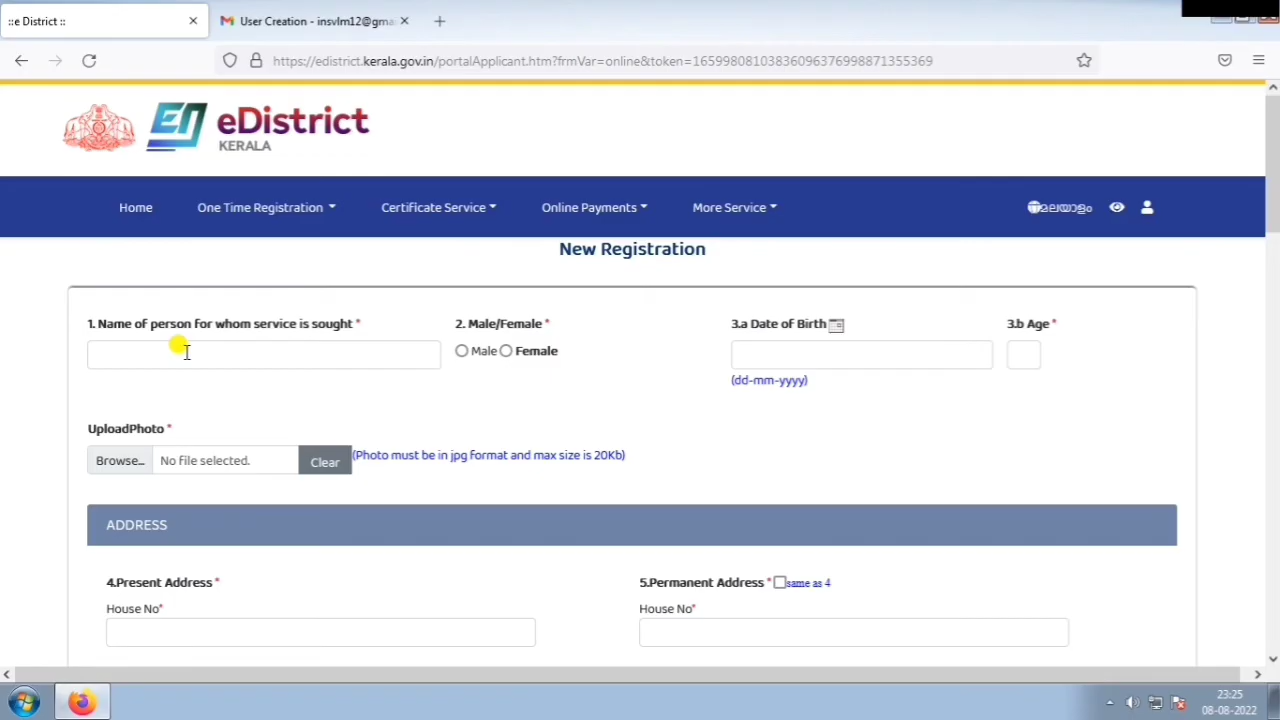 ::e District ::
User Creation - insvlm12@gma
https://edistrict.kerala.gov.in/portalApplicant.htm?frmVar=online&token=16599808103836096376998871355369
eDistrict
KERALA
Home
One Time Registration
Certificate Service
Online Payments
More Service
മലയാളം
New Registration
1. Name of person for whom service is sought *
2. Male/Female *
3.a Date of Birth
3.b Age *
Male
Female
(dd-mm-yyyy)
UploadPhoto *
Browse... No file selected. Clear (Photo must be in jpg format and max size is 20Kb)
ADDRESS
4.Present Address *
5.Permanent Address * same as 4
House No*
House No*
23:25
08-08-2022